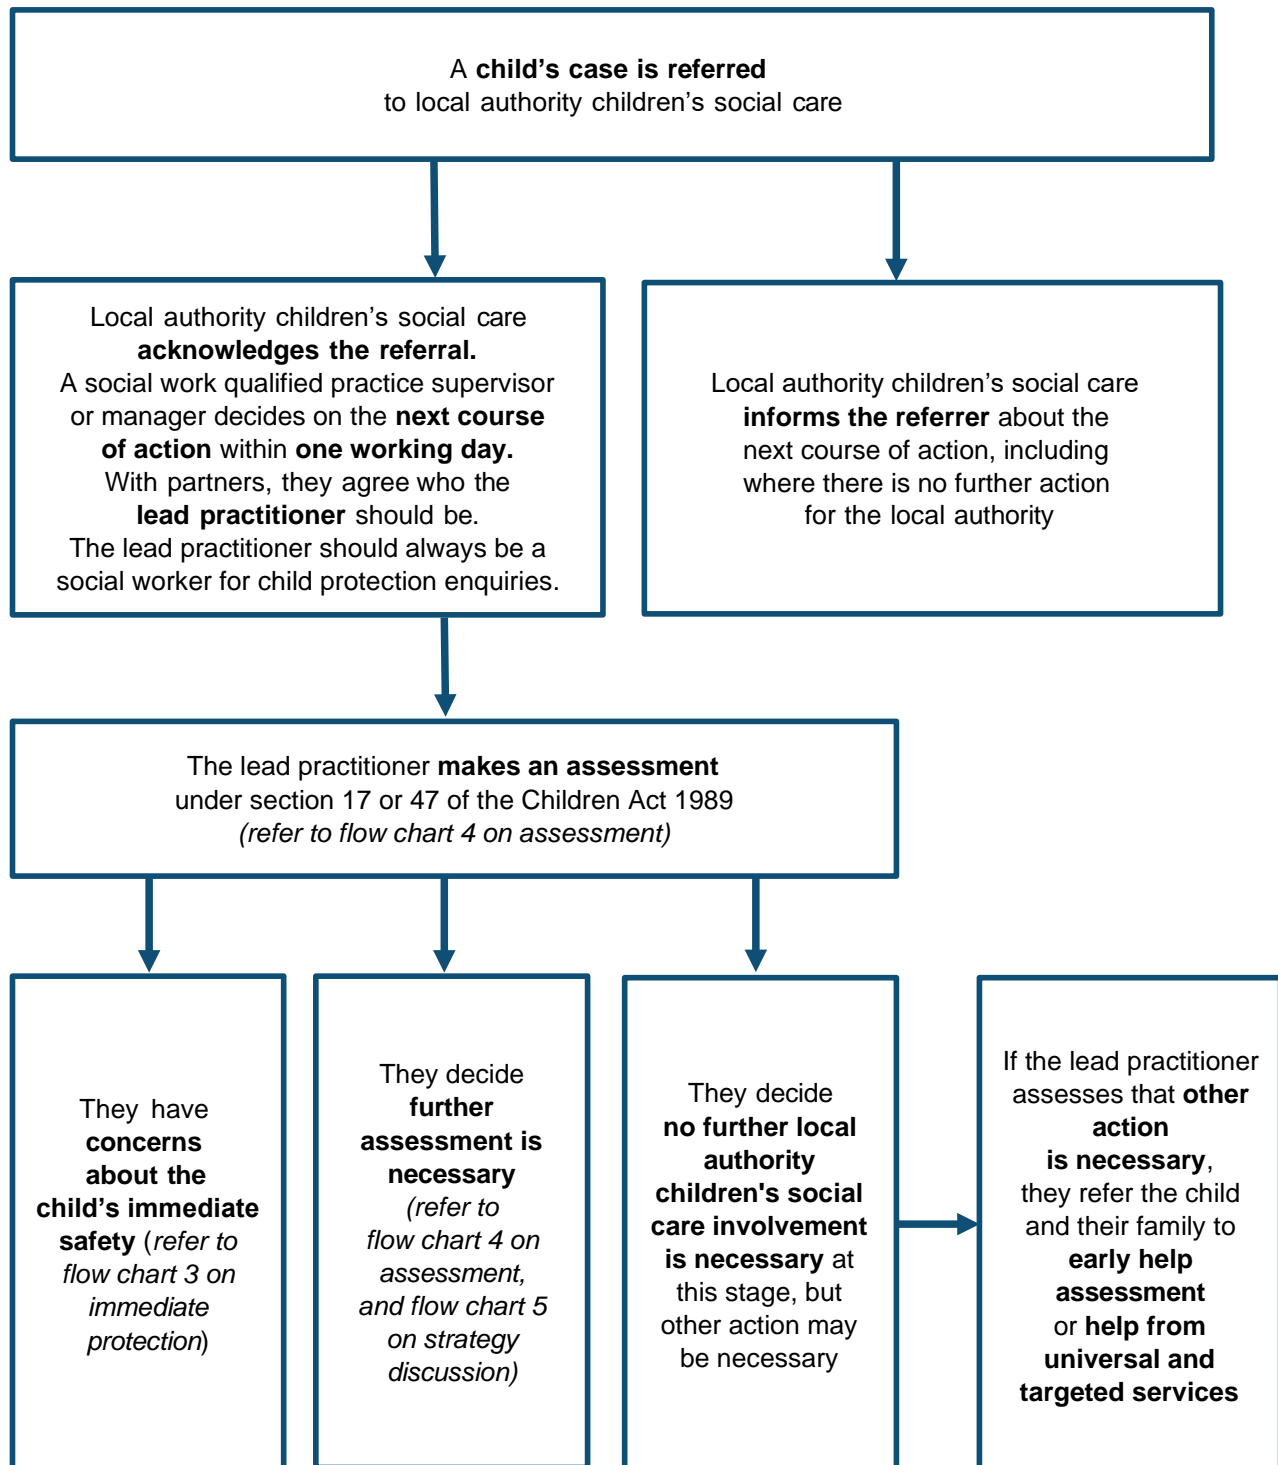 A child’s case is referred
to local authority children’s social care
Local authority children’s social care
acknowledges the referral.
A social work qualified practice supervisor
or manager decides on the next course
of action within one working day.
With partners, they agree who the
lead practitioner should be.
The lead practitioner should always be a
social worker for child protection enquiries.
Local authority children’s social care
informs the referrer about the
next course of action, including
where there is no further action
for the local authority
The lead practitioner makes an assessment
under section 17 or 47 of the Children Act 1989
(refer to flow chart 4 on assessment)
They have
concerns
about the
child’s immediate
safety (refer to
flow chart 3 on
immediate
protection)
They decide
further
assessment is
necessary
(refer to
flow chart 4 on
assessment,
and flow chart 5
on strategy
discussion)
They decide
no further local
authority
children's social
care involvement
is necessary at
this stage, but
other action may
be necessary
If the lead practitioner
assesses that other
action
is necessary,
they refer the child
and their family to
early help
assessment
or help from
universal and
targeted services